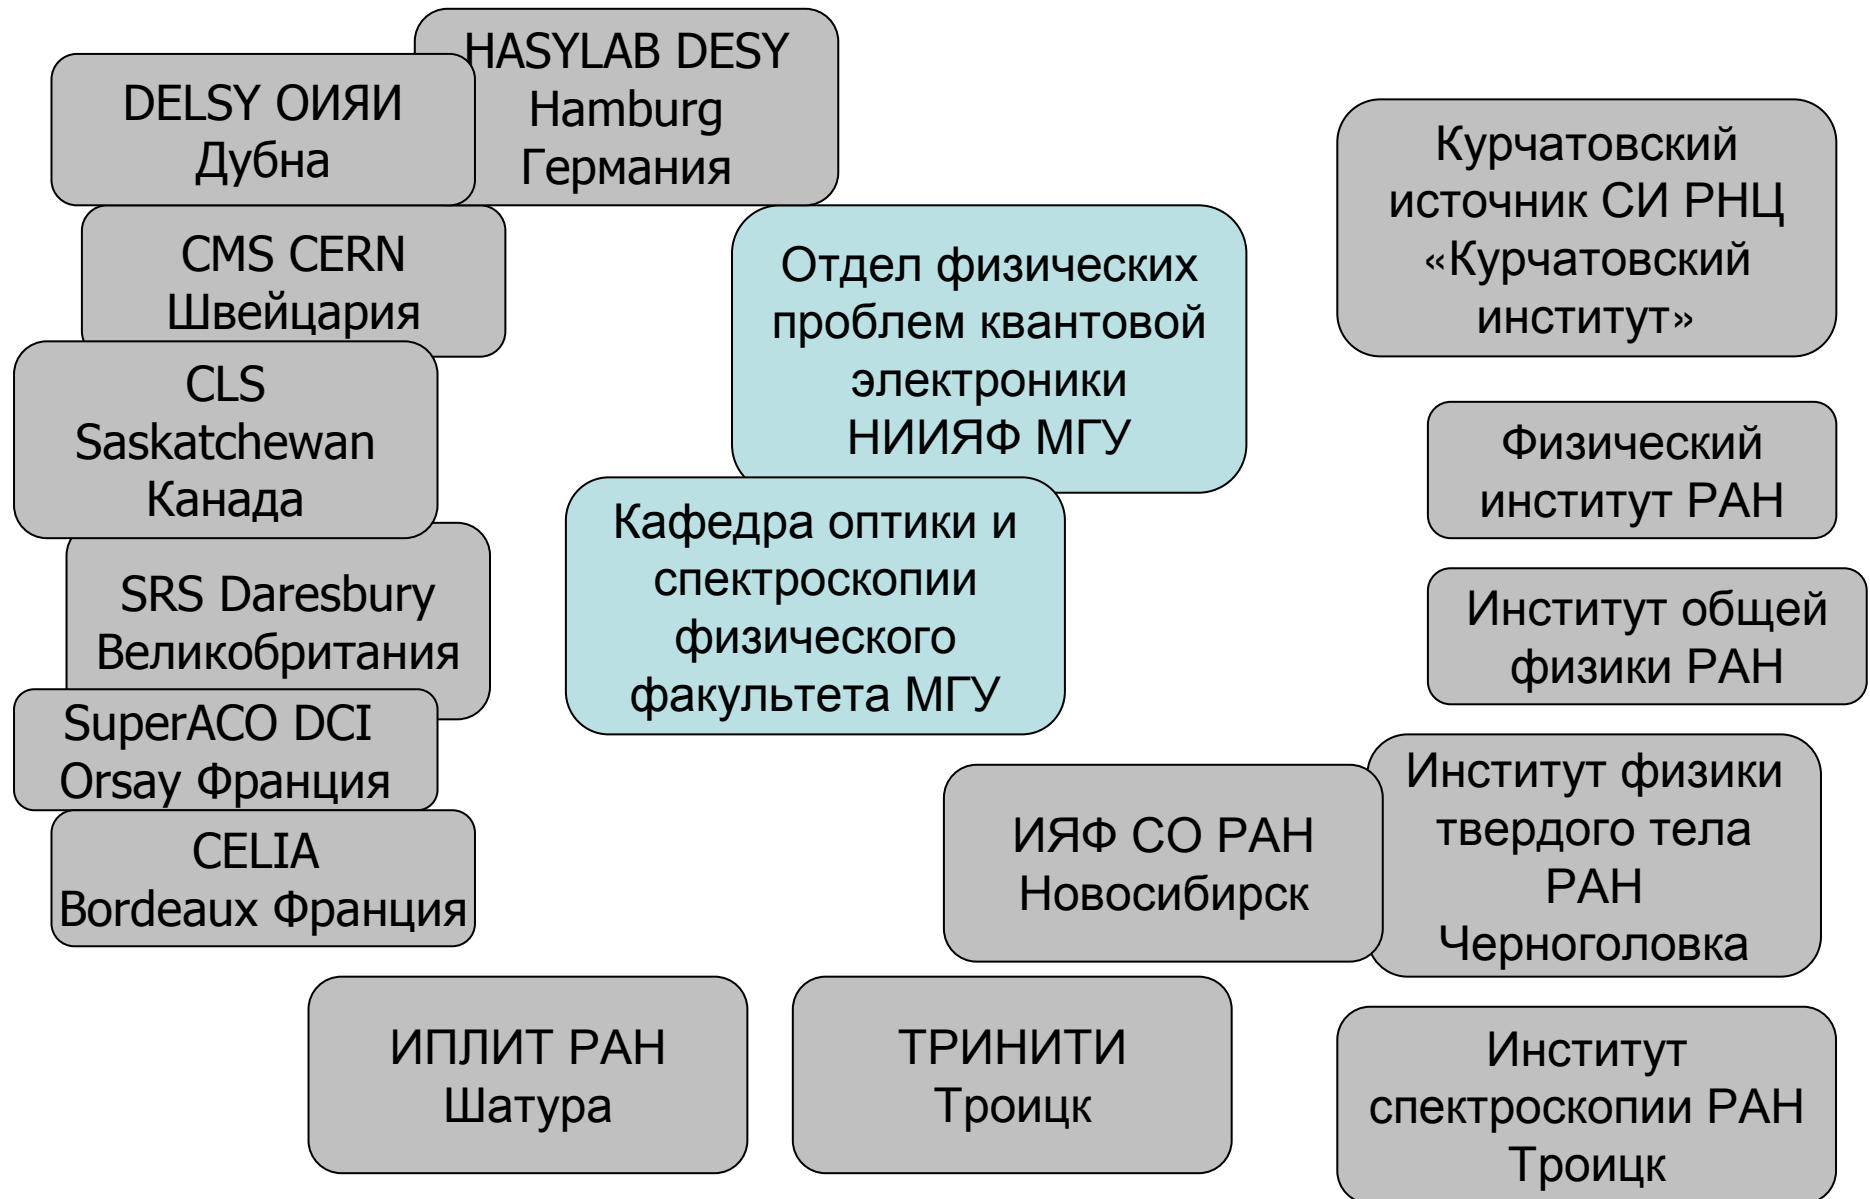 HASYLAB DESY
Hamburg
Германия
DELSY ОИЯИ
Дубна
CMS CERN
Швейцария
CLS
Saskatchewan
Канада
SRS Daresbury
Великобритания
SuperACO DCI
Orsay Франция
CELIA
Bordeaux Франция
Отдел физических
проблем квантовой
электроники
НИИЯФ МГУ
Кафедра оптики и
спектроскопии
физического
факультета МГУ
Курчатовский
источник СИ РНЦ
«Курчатовский
институт»
Физический
институт РАН
Институт общей
физики РАН
Институт физики
твердого тела
РАН
Черноголовка
ИЯФ СО РАН
Новосибирск
ИПЛИТ РАН
Шатура
ТРИНИТИ
Троицк
Институт
спектроскопии РАН
Троицк